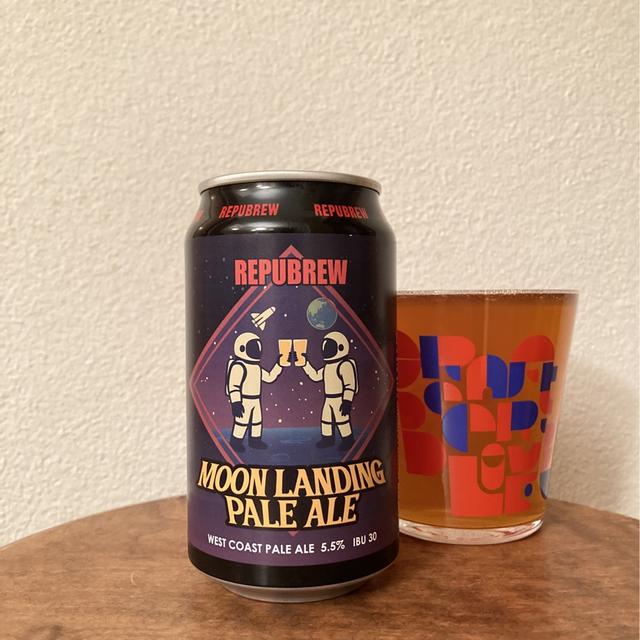 REPUBREW REPUBREW
REPUBREW
MOON LANDING
PALE ALE
WEST COAST PALE ALE 5.5% IBU 30